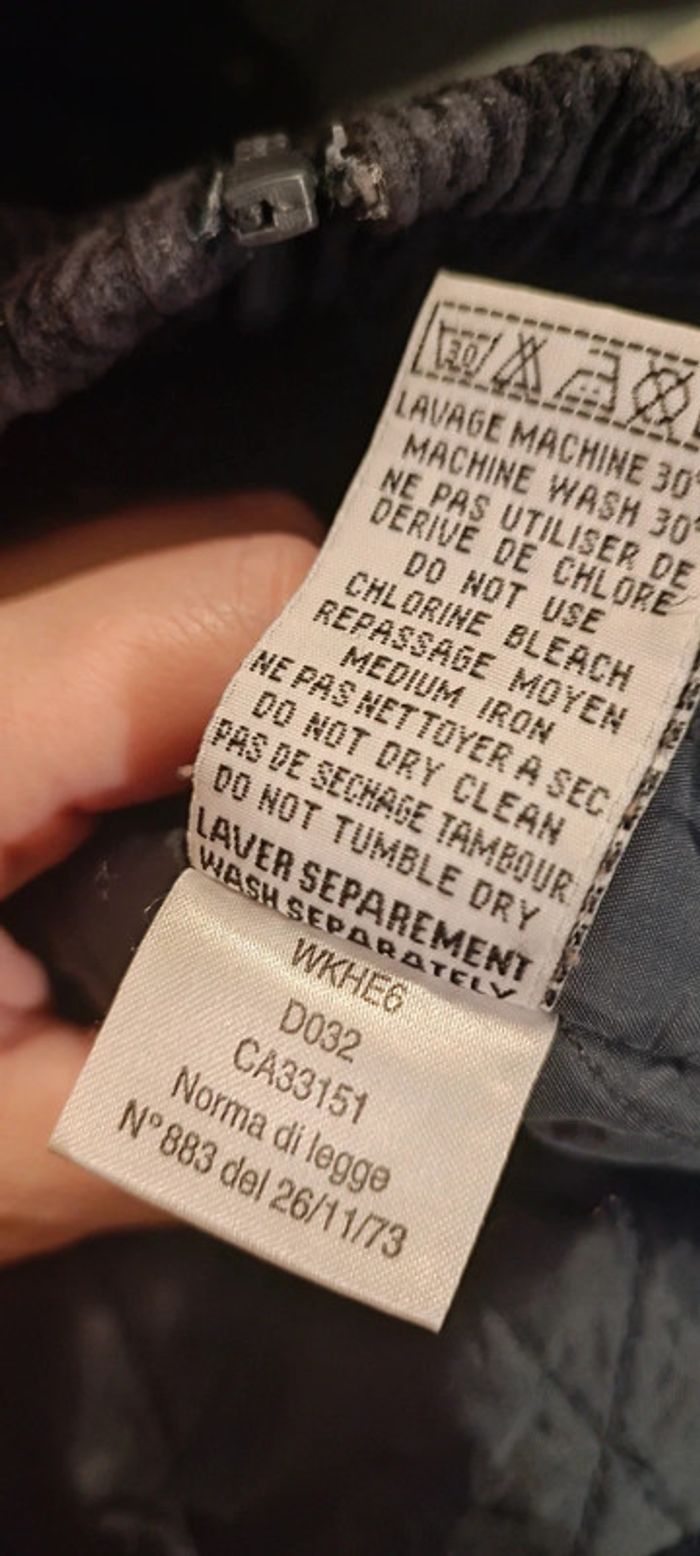 30
LAVAGE MACHINE 30°
MACHINE WASH 30°
NE PAS UTILISER DE
DERIVE DE CHLORE
DO NOT USE
CHLORINE BLEACH
REPASSAGE MOYEN
MEDIUM IRON
NE PAS NETTOYER A SEC
DO NOT DRY CLEAN
PAS DE SECHAGE TAMBOUR
DO NOT TUMBLE DRY
LAVER SEPAREMENT
WASH SEPARATELY
WKHE6
D032
CA33151
Norma di legge
N°883 del 26/11/73